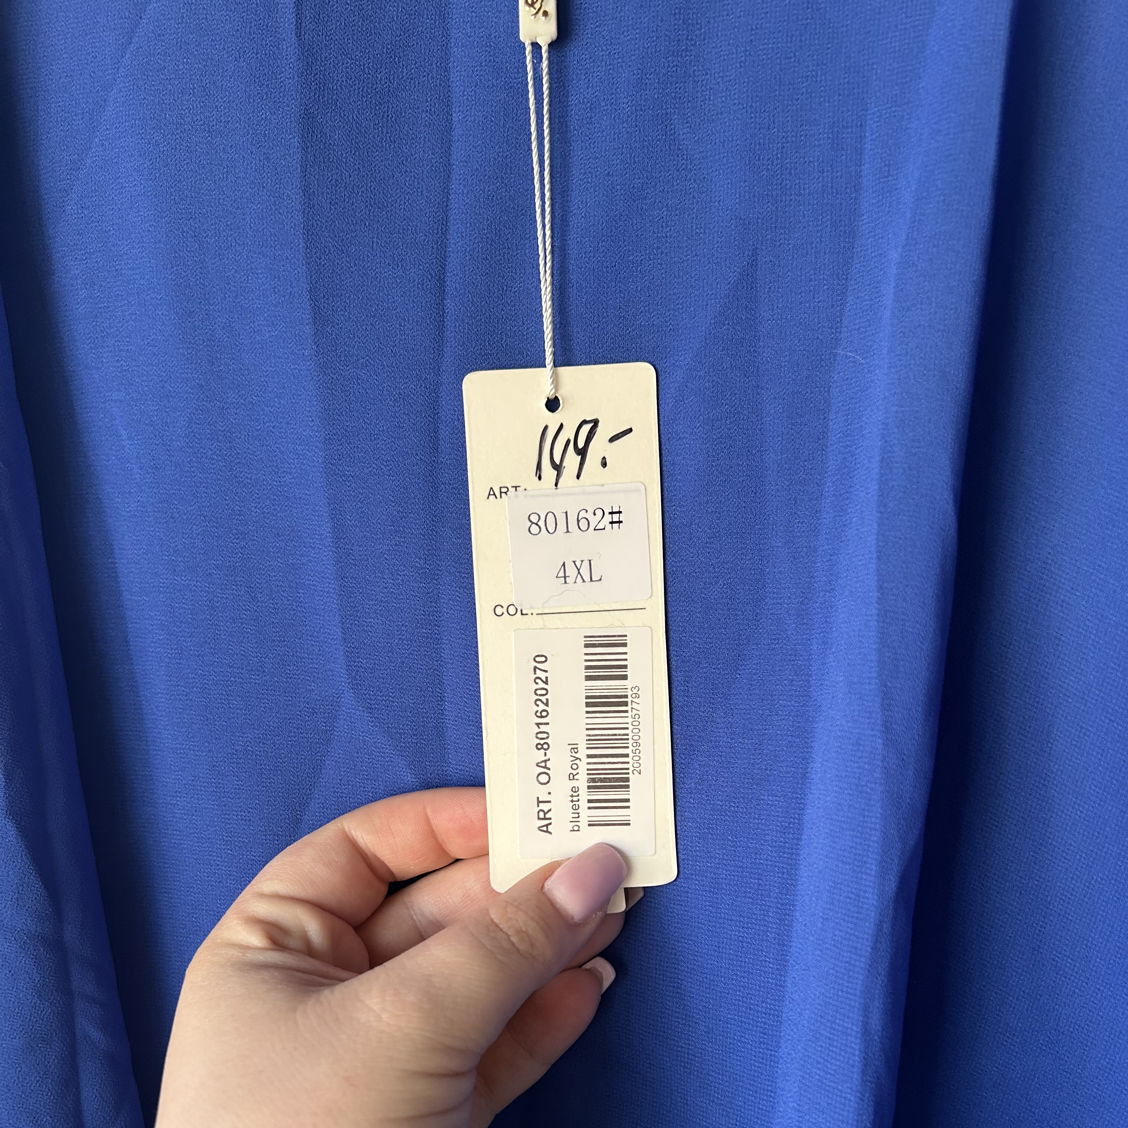 149.-
ART:
80162#
4XL
COL:
ART. OA-801620270
bluette Royal
2005900057793